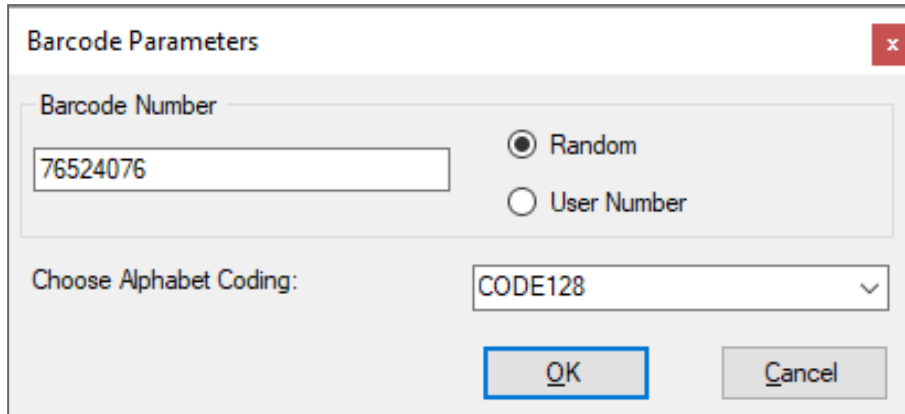 Barcode Parameters
x
Barcode Number
76524076
Random
User Number
Choose Alphabet Coding:
CODE128
OK
Cancel